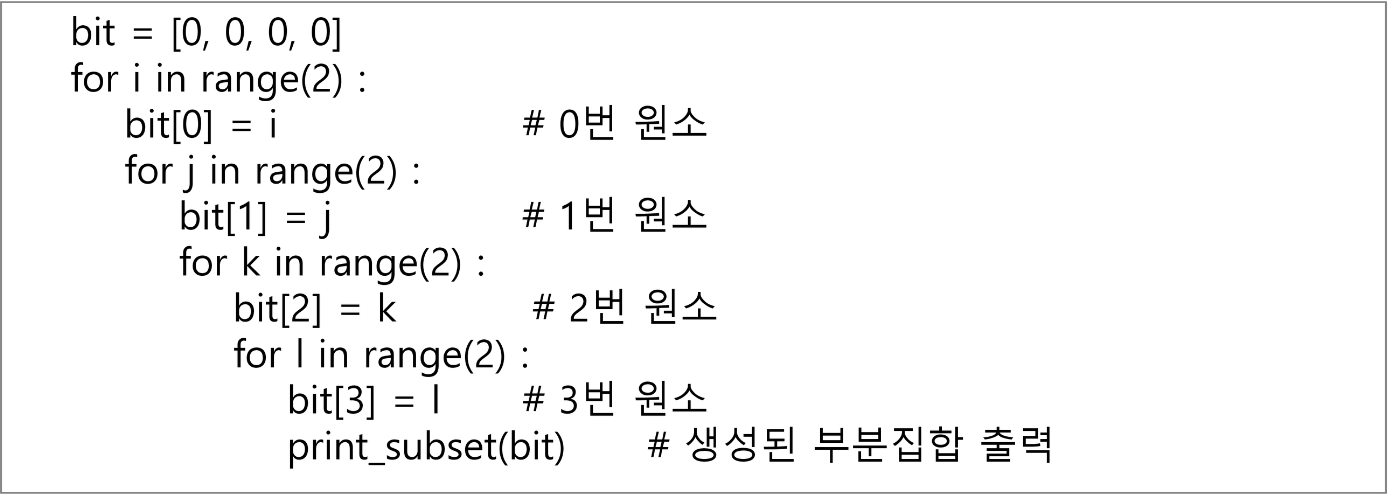 bit = [0, 0, 0, 0]
for i in range(2) :
bit[0] = i # 0번 원소
for j in range(2) :
bit[1] = j # 1번 원소
for k in range(2) :
bit[2] = k # 2번 원소
for l in range(2) :
bit[3] = l # 3번 원소
print_subset(bit) # 생성된 부분집합 출력